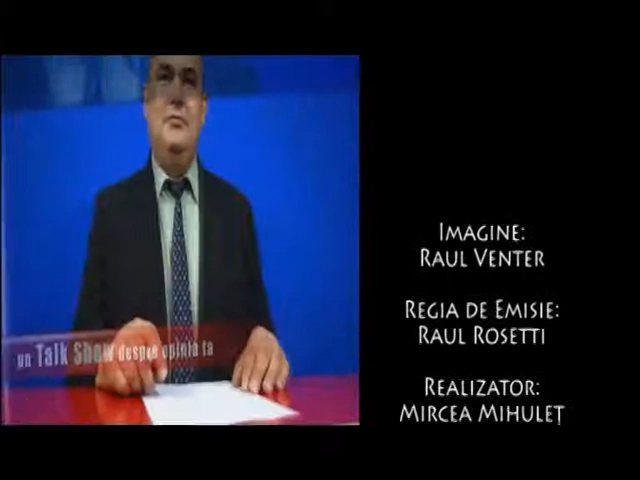 un Talk Show despre opinia ta
IMAGINE:
RAUL VENTER
REGIA DE EMISIE:
RAUL ROSETTI
REALIZATOR:
MIRCEA MIHULEȚ